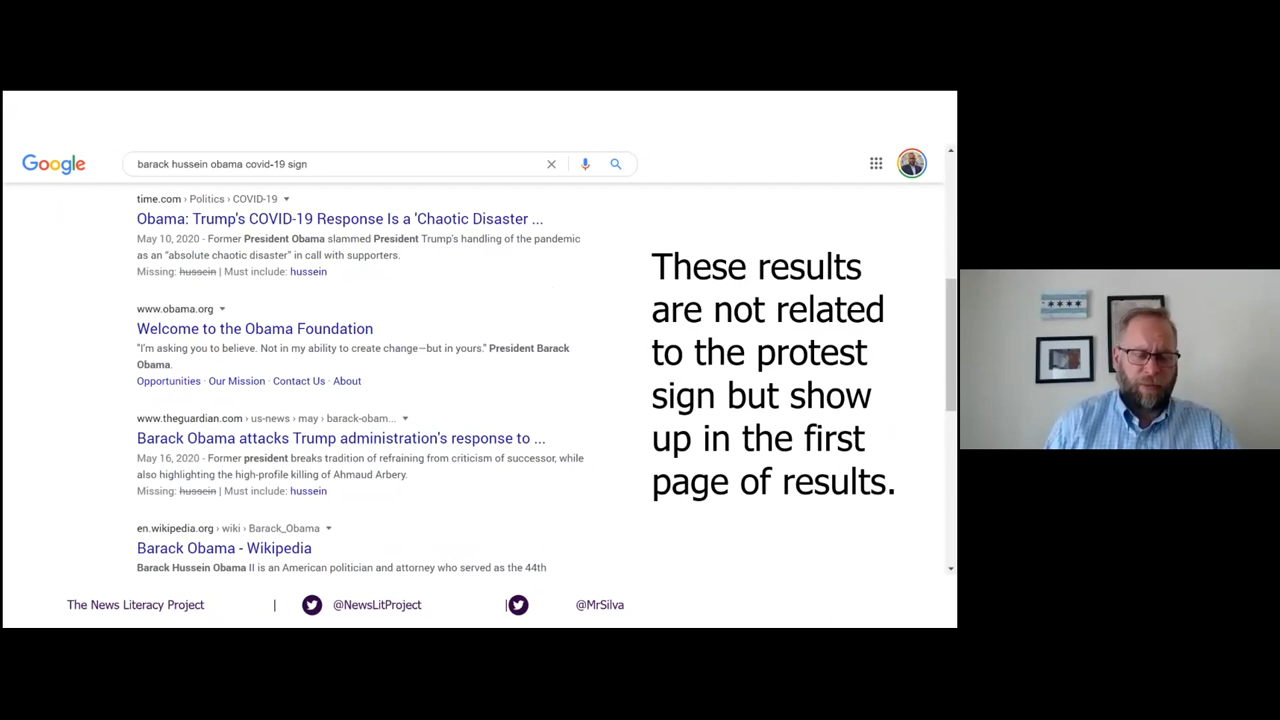 Google
barack hussein obama covid-19 sign
time.com › Politics › COVID-19
Obama: Trump's COVID-19 Response Is a 'Chaotic Disaster ...
May 10, 2020 - Former President Obama slammed President Trump's handling of the pandemic
as an "absolute chaotic disaster" in call with supporters.
Missing: hussein | Must include: hussein
www.obama.org
Welcome to the Obama Foundation
"I'm asking you to believe. Not in my ability to create change—but in yours." President Barack
Obama.
Opportunities · Our Mission · Contact Us · About
www.theguardian.com › us-news › may › barack-obam...
Barack Obama attacks Trump administration's response to ...
May 16, 2020 - Former president breaks tradition of refraining from criticism of successor, while
also highlighting the high-profile killing of Ahmaud Arbery.
Missing: hussein | Must include: hussein
en.wikipedia.org › wiki › Barack_Obama
Barack Obama - Wikipedia
Barack Hussein Obama II is an American politician and attorney who served as the 44th
These results
are not related
to the protest
sign but show
up in the first
page of results.
The News Literacy Project | @NewsLitProject | @MrSilva